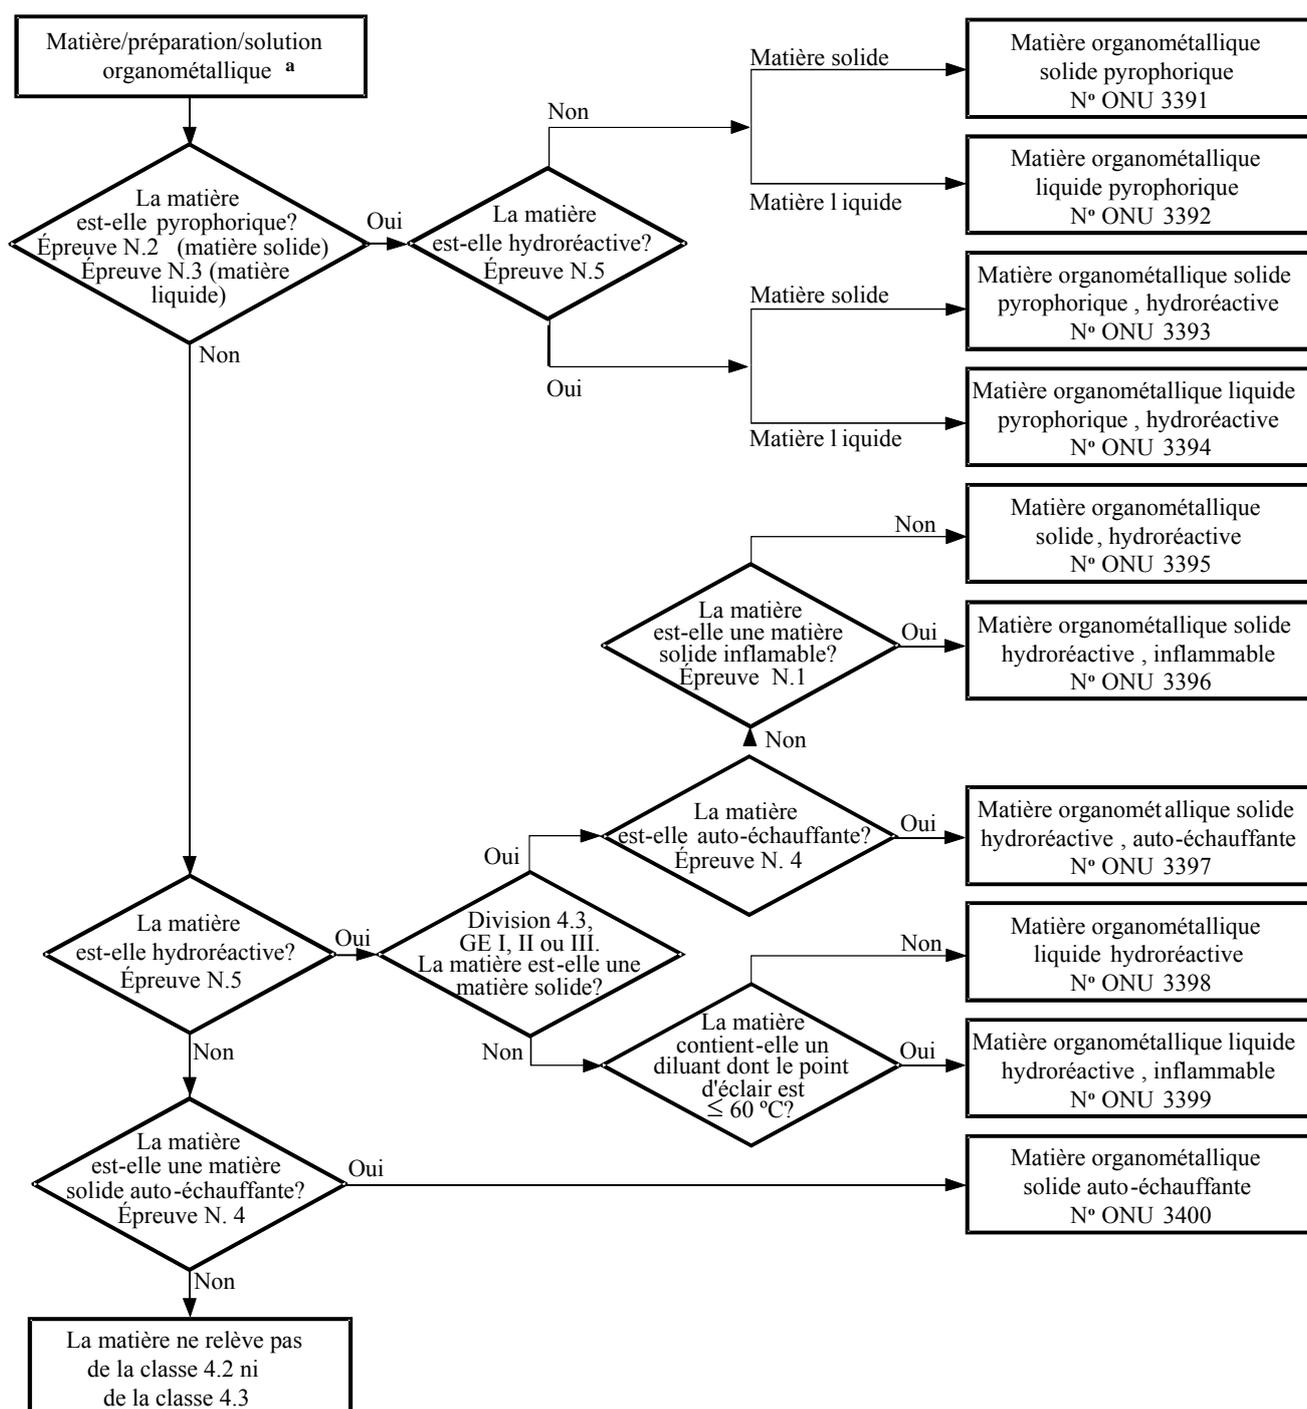 Matière/préparation/solution
organométallique a
La matière
est-elle pyrophorique?
Épreuve N.2 (matière solide)
Épreuve N.3 (matière
liquide)
Oui
Non
La matière
est-elle hydroréactive?
Épreuve N.5
Non
Oui
Matière solide
Matière l iquide
Matière organométallique
solide pyrophorique
Nº ONU 3391
Matière organométallique
liquide pyrophorique
Nº ONU 3392
Matière solide
Matière l iquide
Matière organométallique solide
pyrophorique , hydroréactive
Nº ONU 3393
Matière organométallique liquide
pyrophorique , hydroréactive
Nº ONU 3394
Non
Matière organométallique
solide , hydroréactive
Nº ONU 3395
La matière
est-elle une matière
solide inflamable?
Épreuve N.1
Oui
Matière organométallique solide
hydroréactive , inflammable
Nº ONU 3396
Non
La matière
est-elle auto-échauffante?
Épreuve N. 4
Oui
Matière organomét allique solide
hydroréactive , auto-échauffante
Nº ONU 3397
La matière
est-elle hydroréactive?
Épreuve N.5
Oui
Non
Division 4.3,
GE I, II ou III.
La matière est-elle une
matière solide?
Oui
Non
Non
Matière organométallique
liquide hydroréactive
Nº ONU 3398
La matière
contient-elle un
diluant dont le point
d'éclair est
≤ 60 ºC?
Oui
Matière organométallique liquide
hydroréactive , inflammable
Nº ONU 3399
La matière
est-elle une matière
solide auto-échauffante?
Épreuve N. 4
Oui
Matière organométallique
solide auto-échauffante
Nº ONU 3400
Non
La matière ne relève pas
de la classe 4.2 ni
de la classe 4.3